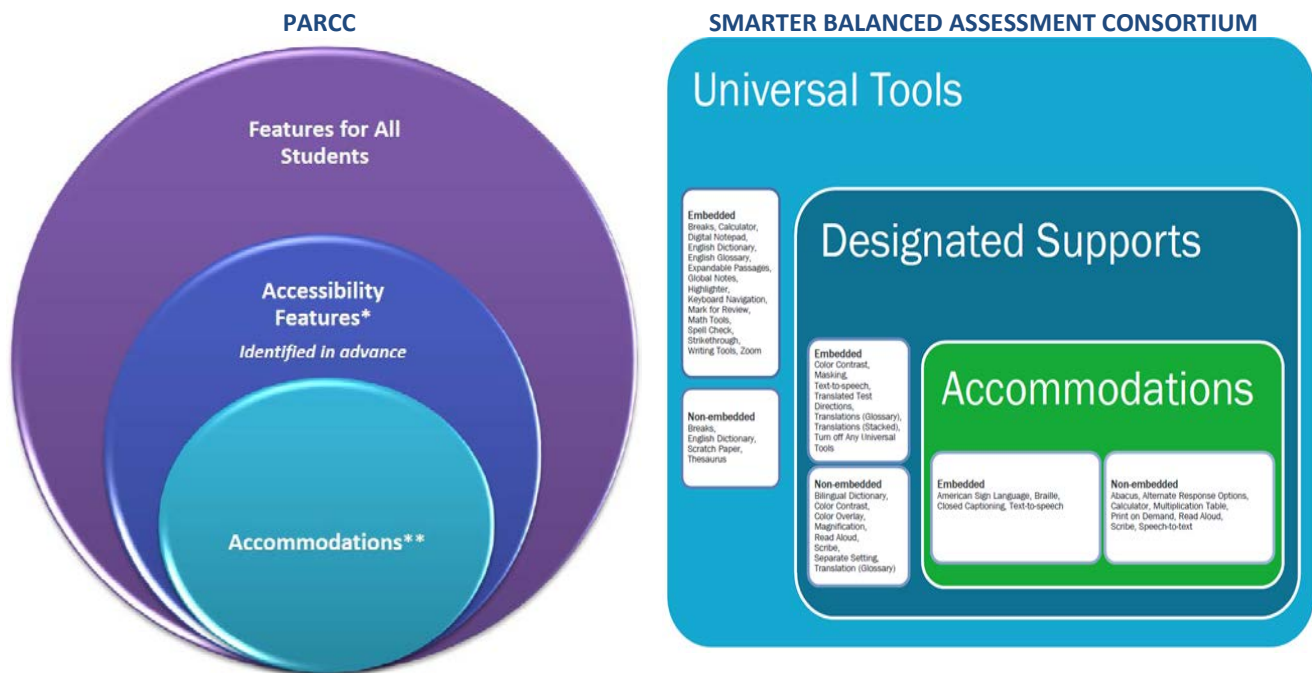 PARCC
Features for All
Students
Accessibility
Features*
Identified in advance
Accommodations**
SMARTER BALANCED ASSESSMENT CONSORTIUM
Universal Tools
Embedded
Breaks, Calculator,
Digital Notepad,
English Dictionary,
English Glossary,
Expandable Passages,
Global Notes,
Highlighter,
Keyboard Navigation,
Mark for Review,
Math Tools,
Spell Check,
Strikethrough,
Writing Tools, Zoom
Non-embedded
Breaks,
English Dictionary,
Scratch Paper,
Thesaurus
Designated Supports
Embedded
Color Contrast,
Masking,
Text-to-speech,
Translated Test
Directions,
Translations (Glossary),
Translations (Stacked),
Turn off Any Universal
Tools
Non-embedded
Bilingual Dictionary,
Color Contrast,
Color Overlay,
Magnification,
Read Aloud,
Scribe,
Separate Setting,
Translation (Glossary)
Accommodations
Embedded
American Sign Language, Braille,
Closed Captioning, Text-to-speech
Non-embedded
Abacus, Alternate Response Options,
Calculator, Multiplication Table,
Print on Demand, Read Aloud,
Scribe, Speech-to-text